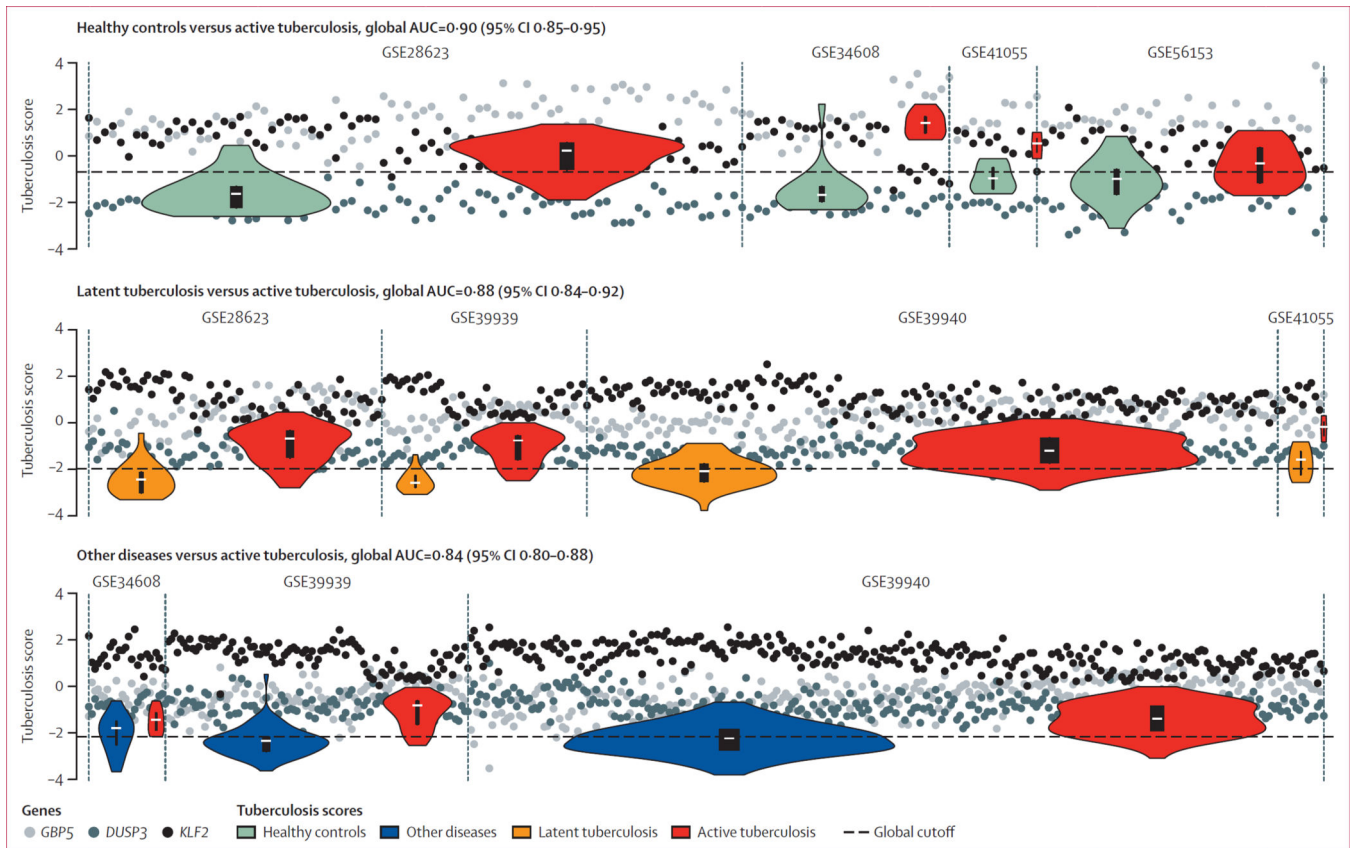 Healthy controls versus active tuberculosis, global AUC=0·90 (95% CI 0·85–0·95)
GSE28623 GSE34608 GSE41055 GSE56153
Tuberculosis score
4
2
0
−2
−4
Latent tuberculosis versus active tuberculosis, global AUC=0·88 (95% CI 0·84–0·92)
GSE28623 GSE39939 GSE39940 GSE41055
Tuberculosis score
4
2
0
−2
−4
Other diseases versus active tuberculosis, global AUC=0·84 (95% CI 0·80–0·88)
GSE34608 GSE39939 GSE39940
Tuberculosis score
4
2
0
−2
−4
Genes Tuberculosis scores
GBP5 DUSP3 KLF2 Healthy controls Other diseases Latent tuberculosis Active tuberculosis Global cutoff